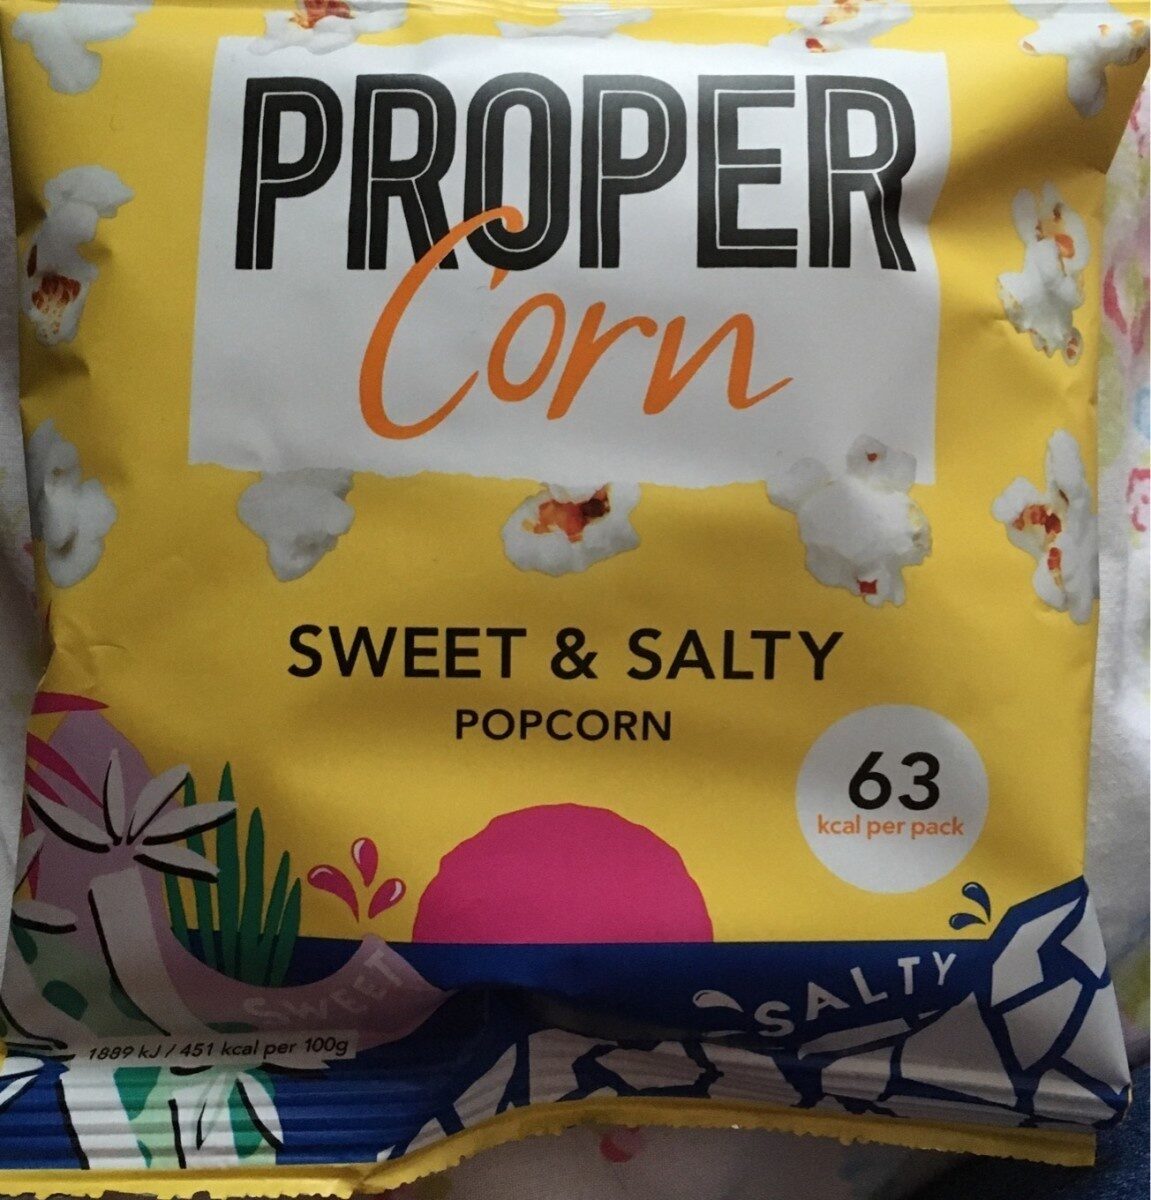 PROPER
Corn
SWEET & SALTY
POPCORN
63
kcal per pack
SWEET
SALTY
1889 kJ / 451 kcal per 100g